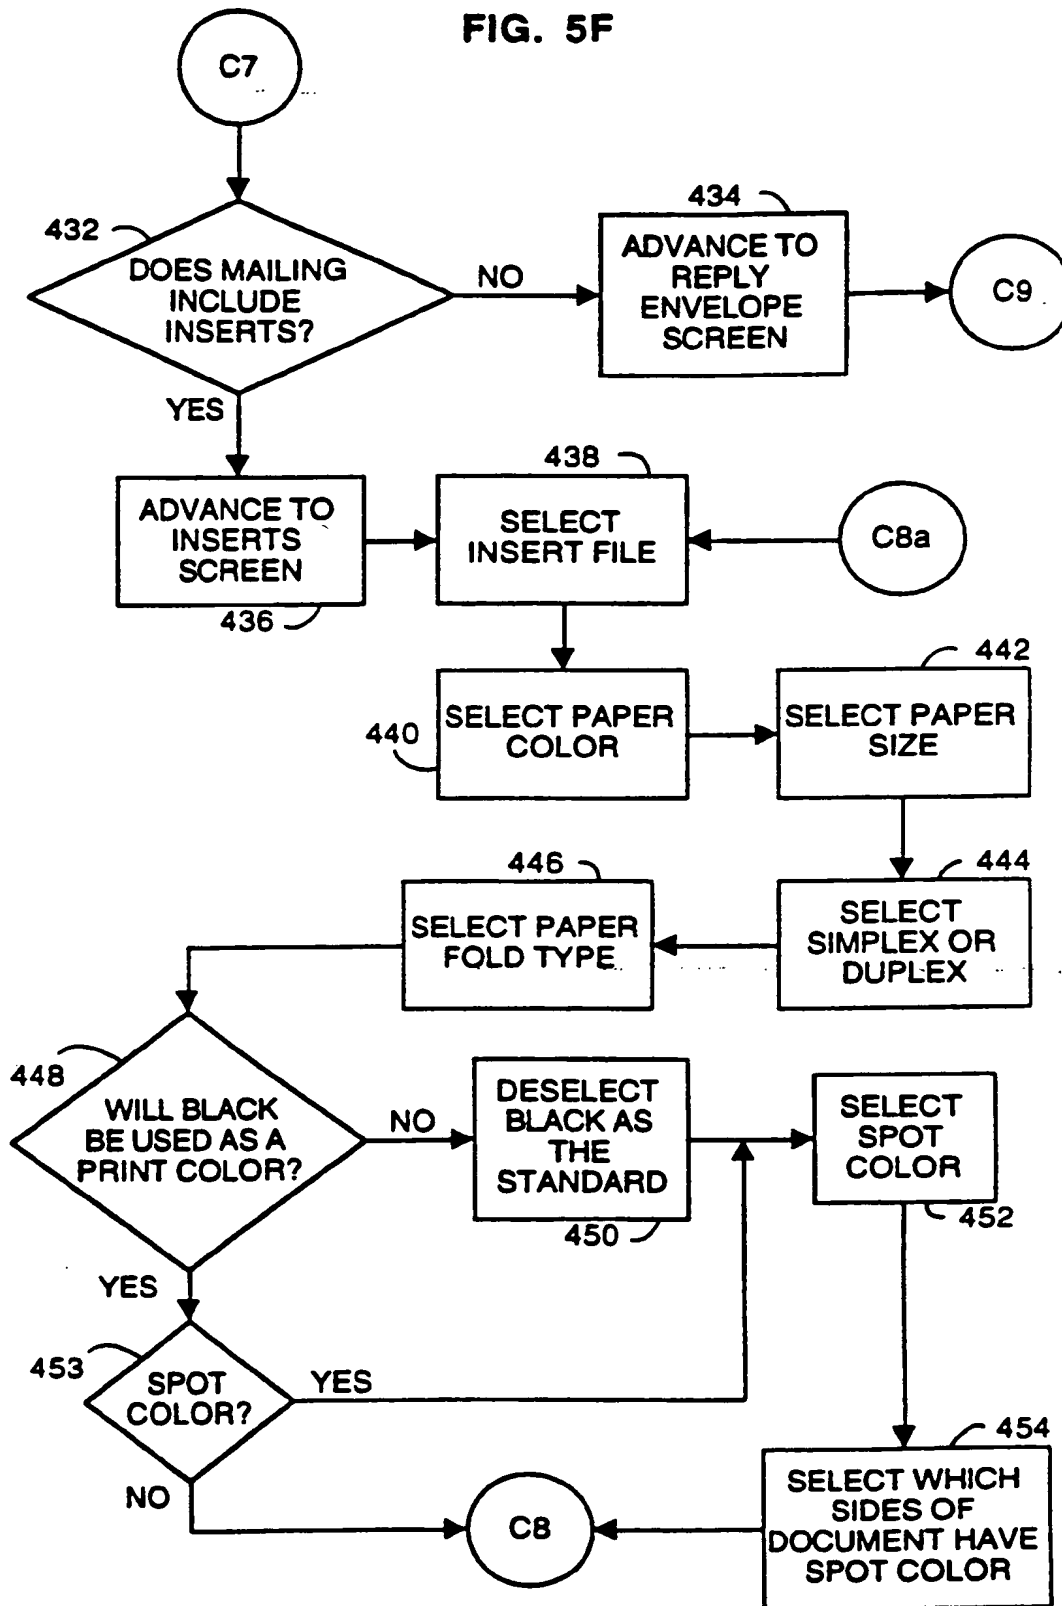 FIG. 5F
C7
432
DOES MAILING
INCLUDE
INSERTS?
NO
434
ADVANCE TO
REPLY
ENVELOPE
SCREEN
C9
YES
ADVANCE TO
INSERTS
SCREEN
436
438
SELECT
INSERT FILE
C8a
440
SELECT PAPER
COLOR
442
SELECT PAPER
SIZE
444
SELECT
SIMPLEX OR
DUPLEX
446
SELECT PAPER
FOLD TYPE
448
WILL BLACK
BE USED AS A
PRINT COLOR?
NO
DESELECT
BLACK AS
THE
STANDARD
450
SELECT
SPOT
COLOR
452
YES
453
SPOT
COLOR?
YES
NO
C8
454
SELECT WHICH
SIDES OF
DOCUMENT HAVE
SPOT COLOR